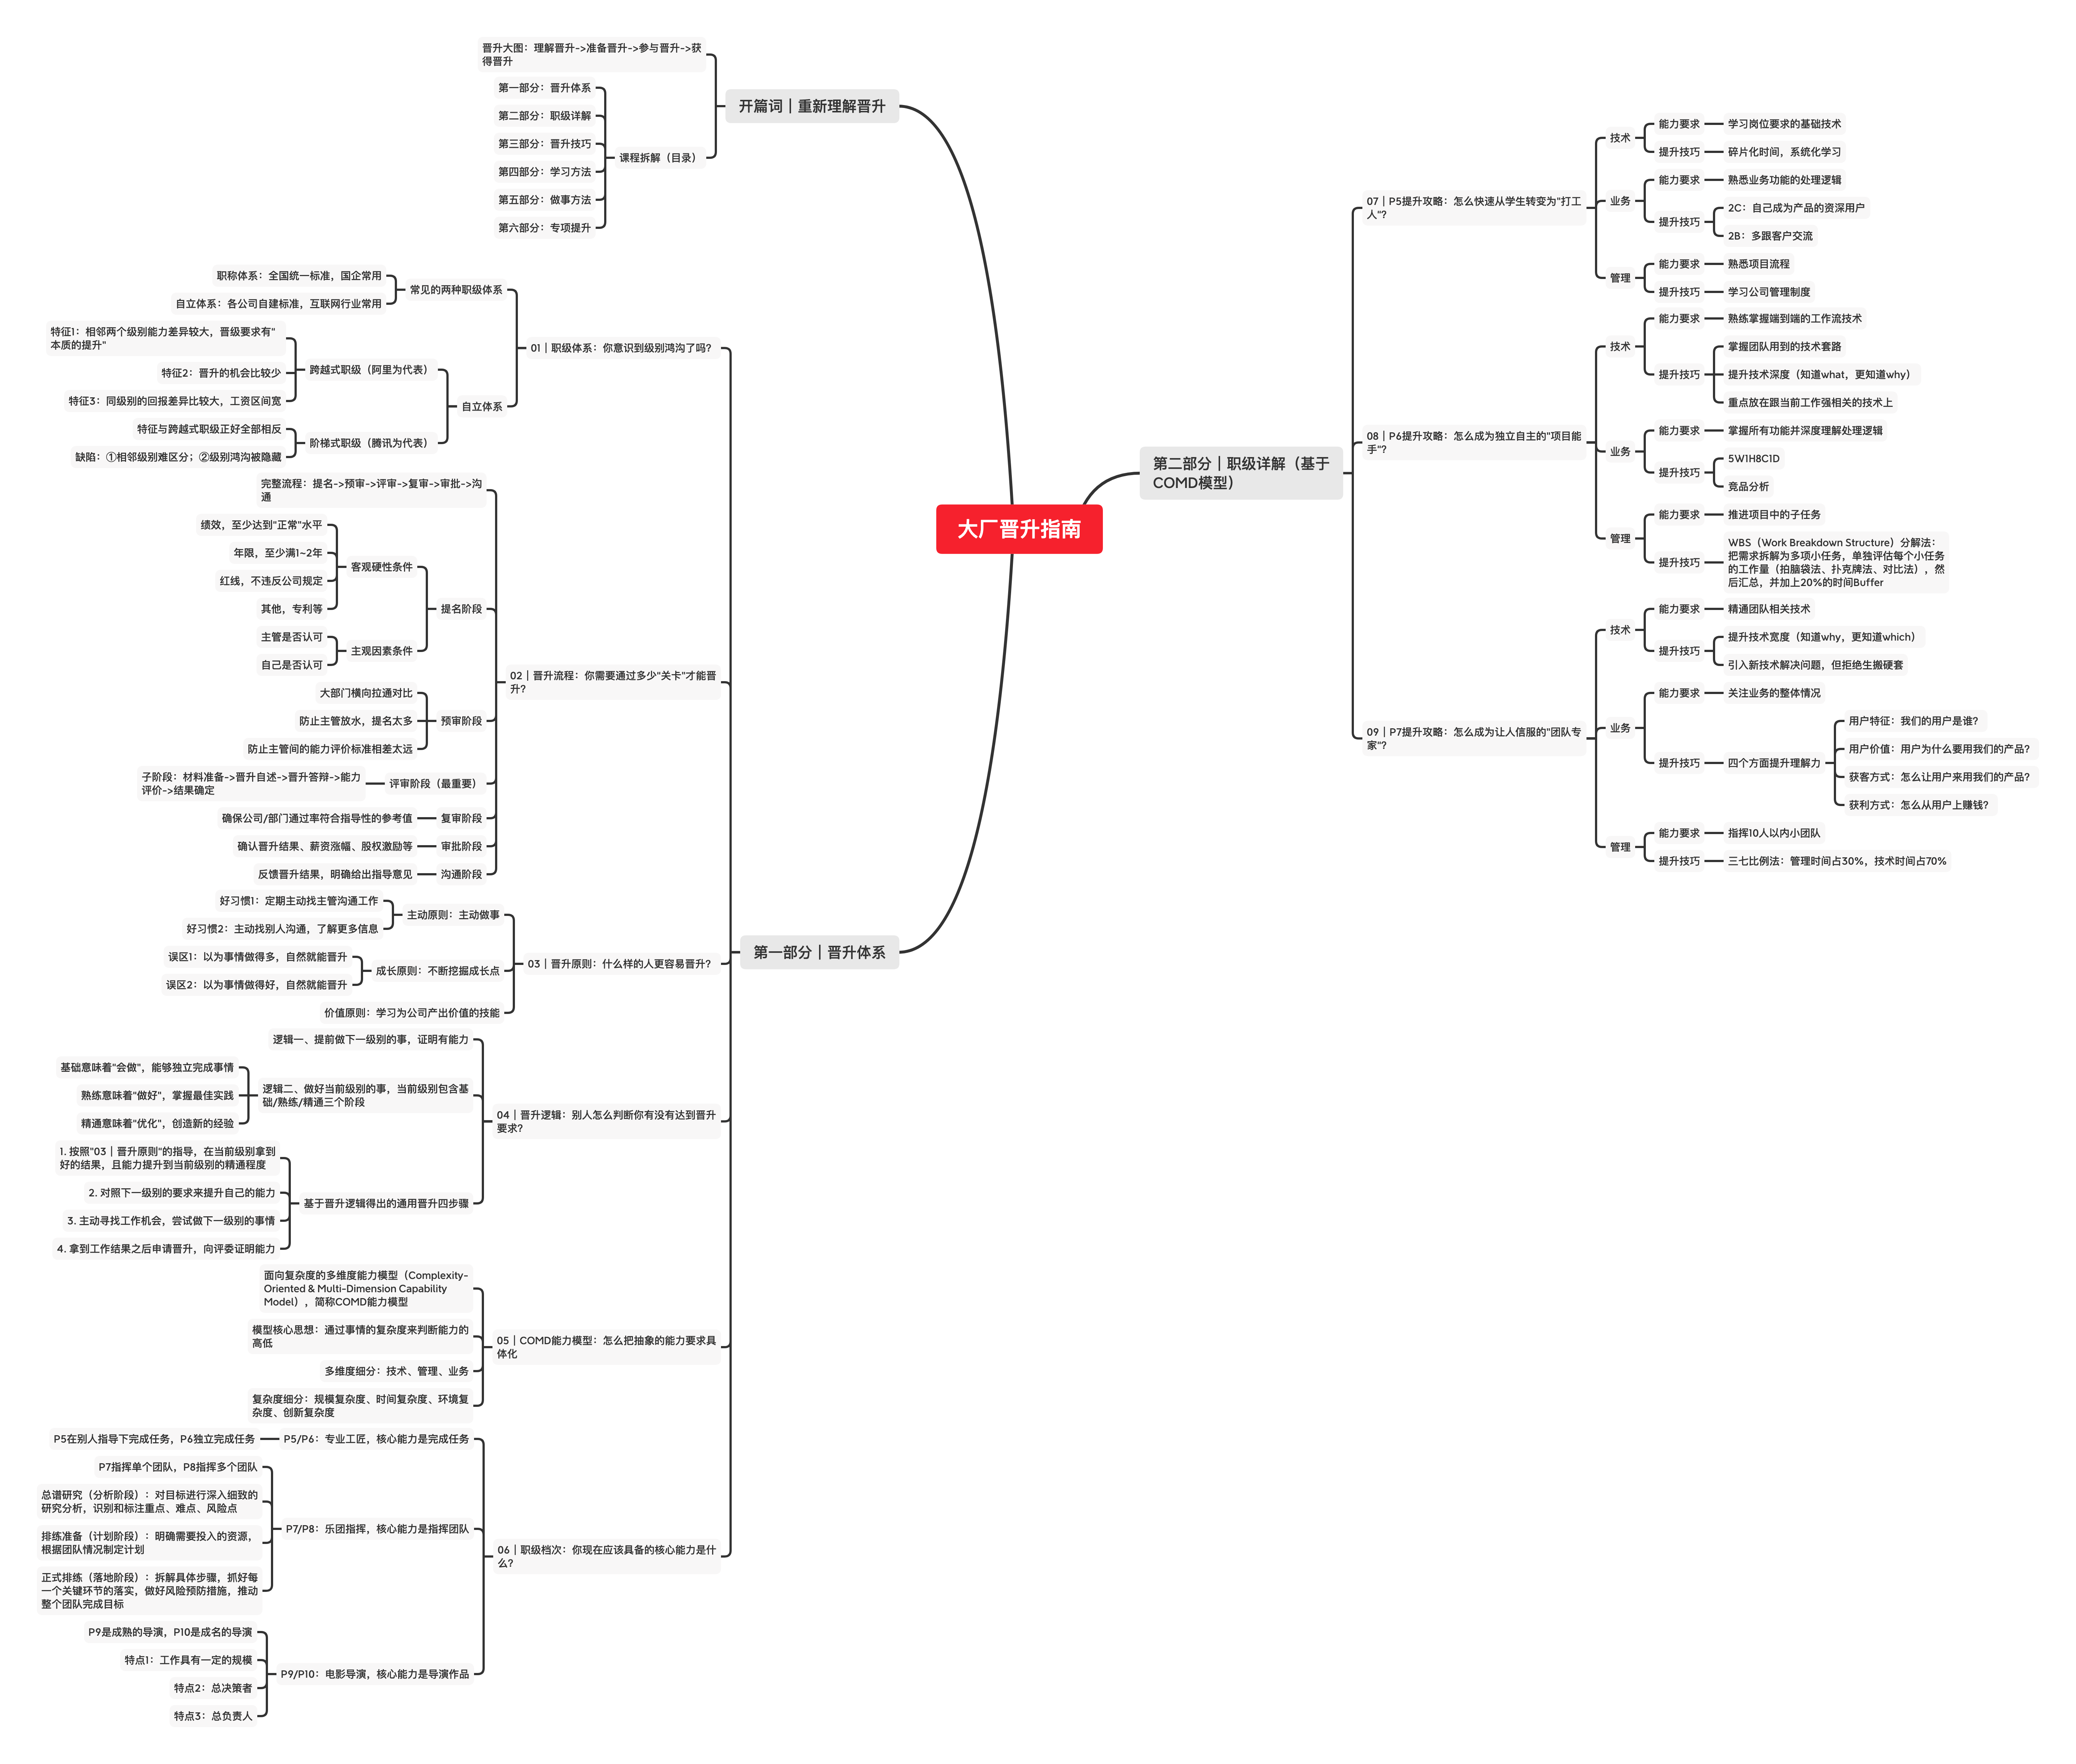 大厂晋升指南
开篇词｜重新理解晋升
晋升大图：理解晋升->准备晋升->参与晋升->获
得晋升
课程拆解（目录）
第一部分：晋升体系
第二部分：职级详解
第三部分：晋升技巧
第四部分：学习方法
第五部分：做事方法
第六部分：专项提升
第一部分｜晋升体系
01｜职级体系：你意识到级别鸿沟了吗？
常见的两种职级体系
职称体系：全国统一标准，国企常用
自立体系：各公司自建标准，互联网行业常用
自立体系
跨越式职级（阿里为代表）
特征1：相邻两个级别能力差异较大，晋级要求有"
本质的提升"
特征2：晋升的机会比较少
特征3：同级别的回报差异比较大，工资区间宽
阶梯式职级（腾讯为代表）
特征与跨越式职级正好全部相反
缺陷：①相邻级别难区分；②级别鸿沟被隐藏
02｜晋升流程：你需要通过多少"关卡"才能晋
升？
完整流程：提名->预审->评审->复审->审批->沟
通
提名阶段
客观硬性条件
绩效，至少达到"正常"水平
年限，至少满1~2年
红线，不违反公司规定
其他，专利等
主观因素条件
主管是否认可
自己是否认可
预审阶段
大部门横向拉通对比
防止主管放水，提名太多
防止主管间的能力评价标准相差太远
评审阶段（最重要）
子阶段：材料准备->晋升自述->晋升答辩->能力
评价->结果确定
复审阶段
确保公司/部门通过率符合指导性的参考值
审批阶段
确认晋升结果、薪资涨幅、股权激励等
沟通阶段
反馈晋升结果，明确给出指导意见
03｜晋升原则：什么样的人更容易晋升？
主动原则：主动做事
好习惯1：定期主动找主管沟通工作
好习惯2：主动找别人沟通，了解更多信息
成长原则：不断挖掘成长点
误区1：以为事情做得多，自然就能晋升
误区2：以为事情做得好，自然就能晋升
价值原则：学习为公司产出价值的技能
04｜晋升逻辑：别人怎么判断你有没有达到晋升
要求？
逻辑一、提前做下一级别的事，证明有能力
逻辑二、做好当前级别的事，当前级别包含基
础/熟练/精通三个阶段
基础意味着"会做"，能够独立完成事情
熟练意味着"做好"，掌握最佳实践
精通意味着"优化"，创造新的经验
基于晋升逻辑得出的通用晋升四步骤
1. 按照"03｜晋升原则"的指导，在当前级别拿到
好的结果，且能力提升到当前级别的精通程度
2. 对照下一级别的要求来提升自己的能力
3. 主动寻找工作机会，尝试做下一级别的事情
4. 拿到工作结果之后申请晋升，向评委证明能力
05｜COMD能力模型：怎么把抽象的能力要求具
体化
面向复杂度的多维度能力模型（Complexity-
Oriented & Multi-Dimension Capability
Model），简称COMD能力模型
模型核心思想：通过事情的复杂度来判断能力的
高低
多维度细分：技术、管理、业务
复杂度细分：规模复杂度、时间复杂度、环境复
杂度、创新复杂度
06｜职级档次：你现在应该具备的核心能力是什
么？
P5/P6：专业工匠，核心能力是完成任务
P5在别人指导下完成任务，P6独立完成任务
P7/P8：乐团指挥，核心能力是指挥团队
P7指挥单个团队，P8指挥多个团队
总谱研究（分析阶段）：对目标进行深入细致的
研究分析，识别和标注重点、难点、风险点
排练准备（计划阶段）：明确需要投入的资源，
根据团队情况制定计划
正式排练（落地阶段）：拆解具体步骤，抓好每
一个关键环节的落实，做好风险预防措施，推动
整个团队完成目标
P9/P10：电影导演，核心能力是导演作品
P9是成熟的导演，P10是成名的导演
特点1：工作具有一定的规模
特点2：总决策者
特点3：总负责人
第二部分｜职级详解（基于
COMD模型）
07｜P5提升攻略：怎么快速从学生转变为"打工
人"？
技术
能力要求
学习岗位要求的基础技术
提升技巧
碎片化时间，系统化学习
业务
能力要求
熟悉业务功能的处理逻辑
提升技巧
2C：自己成为产品的资深用户
2B：多跟客户交流
管理
能力要求
熟悉项目流程
提升技巧
学习公司管理制度
08｜P6提升攻略：怎么成为独立自主的"项目能
手"？
技术
能力要求
熟练掌握端到端的工作流技术
提升技巧
掌握团队用到的技术套路
提升技术深度（知道what，更知道why）
重点放在跟当前工作强相关的技术上
业务
能力要求
掌握所有功能并深度理解处理逻辑
提升技巧
5W1H8C1D
竞品分析
管理
能力要求
推进项目中的子任务
提升技巧
WBS（Work Breakdown Structure）分解法：
把需求拆解为多项小任务，单独评估每个小任务
的工作量（拍脑袋法、扑克牌法、对比法），然
后汇总，并加上20%的时间Buffer
09｜P7提升攻略：怎么成为让人信服的"团队专
家"？
技术
能力要求
精通团队相关技术
提升技巧
提升技术宽度（知道why，更知道which）
引入新技术解决问题，但拒绝生搬硬套
业务
能力要求
关注业务的整体情况
提升技巧
四个方面提升理解力
用户特征：我们的用户是谁？
用户价值：用户为什么要用我们的产品？
获客方式：怎么让用户来用我们的产品？
获利方式：怎么从用户上赚钱？
管理
能力要求
指挥10人以内小团队
提升技巧
三七比例法：管理时间占30%，技术时间占70%